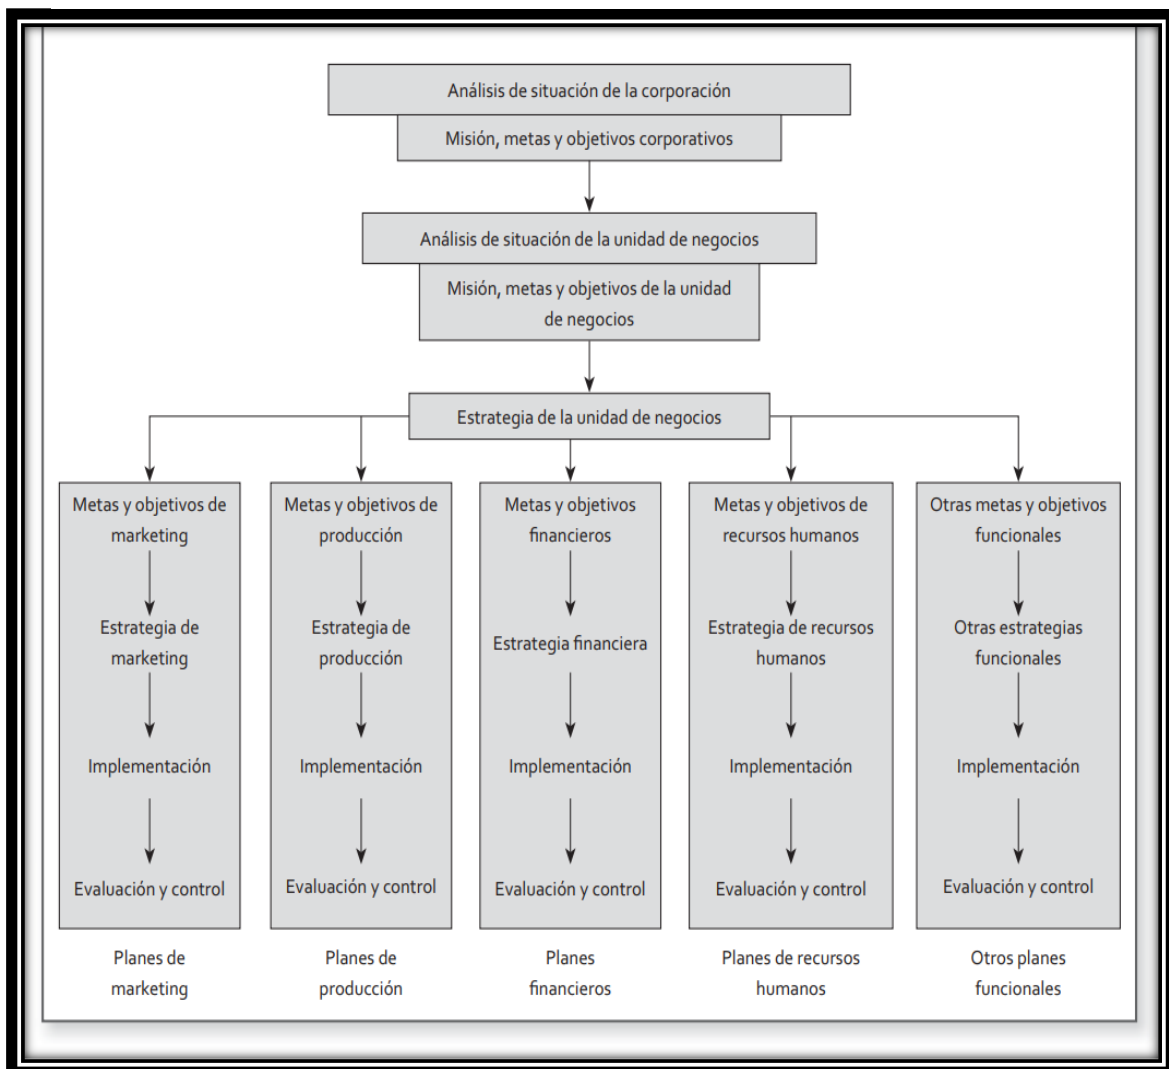 Análisis de situación de la corporación
Misión, metas y objetivos corporativos
Análisis de situación de la unidad de negocios
Misión, metas y objetivos de la unidad
de negocios
Estrategia de la unidad de negocios
Metas y objetivos de
marketing
Estrategia de
marketing
Implementación
Evaluación y control
Planes de
marketing
Metas y objetivos de
producción
Estrategia de
producción
Implementación
Evaluación y control
Planes de
producción
Metas y objetivos
financieros
Estrategia financiera
Implementación
Evaluación y control
Planes
financieros
Metas y objetivos de
recursos humanos
Estrategia de recursos
humanos
Implementación
Evaluación y control
Planes de recursos
humanos
Otras metas y objetivos
funcionales
Otras estrategias
funcionales
Implementación
Evaluación y control
Otros planes
funcionales